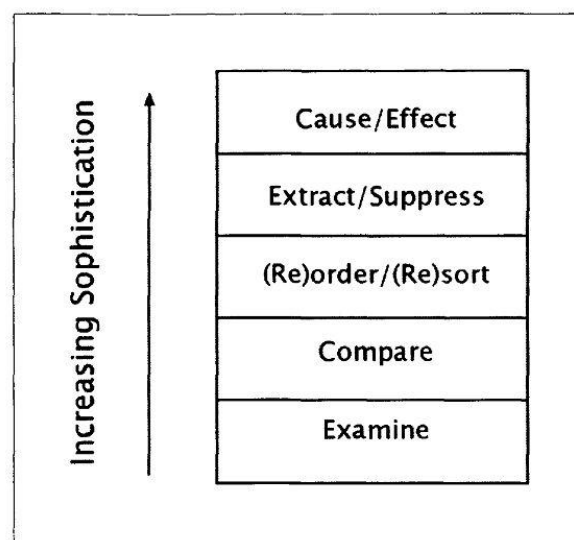 Increasing Sophistication
Cause/Effect
Extract/Suppress
(Re)order/(Re)sort
Compare
Examine